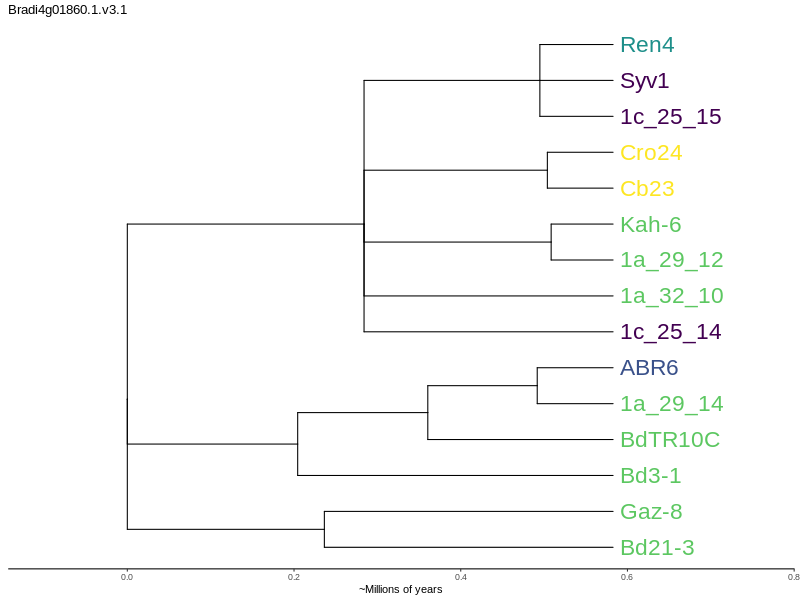 Bradi4g01860.1.v3.1
Ren4
Syv1
1c_25_15
Cro24
Cb23
Kah-6
1a_29_12
1a_32_10
1c_25_14
ABR6
1a_29_14
BdTR10C
Bd3-1
Gaz-8
Bd21-3
0.0 0.2 0.4 0.6 0.8
~Millions of years